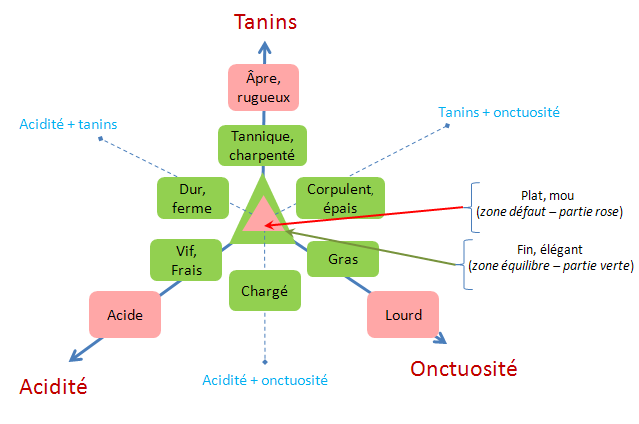 Tanins
Âpre,
rugueux
Acidité + tanins
Tanins + onctuosité
Tannique,
charpenté
Dur,
ferme
Corpulent,
épais
Plat, mou
(zone défaut – partie rose)
Vif,
Frais
Gras
Fin, élégant
(zone équilibre – partie verte)
Chargé
Acide
Lourd
Acidité
Acidité + onctuosité
Onctuosité